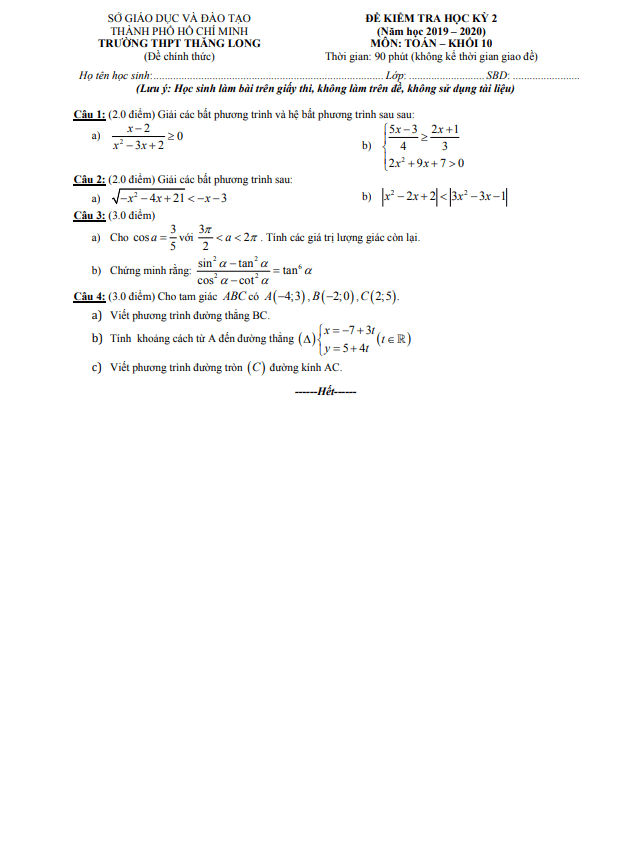 SỞ GIÁO DỤC VÀ ĐÀO TẠO
THÀNH PHỐ HỒ CHÍ MINH
TRƯỜNG THPT THĂNG LONG
(Đề chính thức)
ĐỀ KIỂM TRA HỌC KỲ 2
(Năm học 2019 – 2020)
MÔN: TOÁN – KHỐI 10
Thời gian: 90 phút (không kể thời gian giao đề)
Họ tên học sinh:.......................................................................... Lớp: ......................... SBD: ......................
(Lưu ý: Học sinh làm bài trên giấy thi, không làm trên đề, không sử dụng tài liệu)
Câu 1: (2.0 điểm) Giải các bất phương trình và hệ bất phương trình sau sau:
a) $\frac{x-2}{x^2-3x+2} \geq 0$
b) $\begin{cases} \frac{5x-3}{4} \geq \frac{2x+1}{3} \\ 2x^2+9x+7>0 \end{cases}$
Câu 2: (2.0 điểm) Giải các bất phương trình sau:
a) $\sqrt{-x^2-4x+21} < -x-3$
b) $|x^2-2x+2| < |3x^2-3x-1|$
Câu 3: (3.0 điểm)
a) Cho $\cos a = \frac{3}{5}$ với $\frac{3\pi}{2} < a < 2\pi$ . Tính các giá trị lượng giác còn lại.
b) Chứng minh rằng: $\frac{\sin^2\alpha - \tan^2\alpha}{\cos^2\alpha - \cot^2\alpha} = \tan^6\alpha$
Câu 4: (3.0 điểm) Cho tam giác ABC có A(−4;3) , B(−2;0) , C(2;5).
a) Viết phương trình đường thẳng BC.
b) Tính khoảng cách từ A đến đường thẳng $(\Delta)\begin{cases} x=-7+3t \\ y=5+4t \end{cases} (t \in \mathbb{R})$
c) Viết phương trình đường tròn (C) đường kính AC.
------Hết------